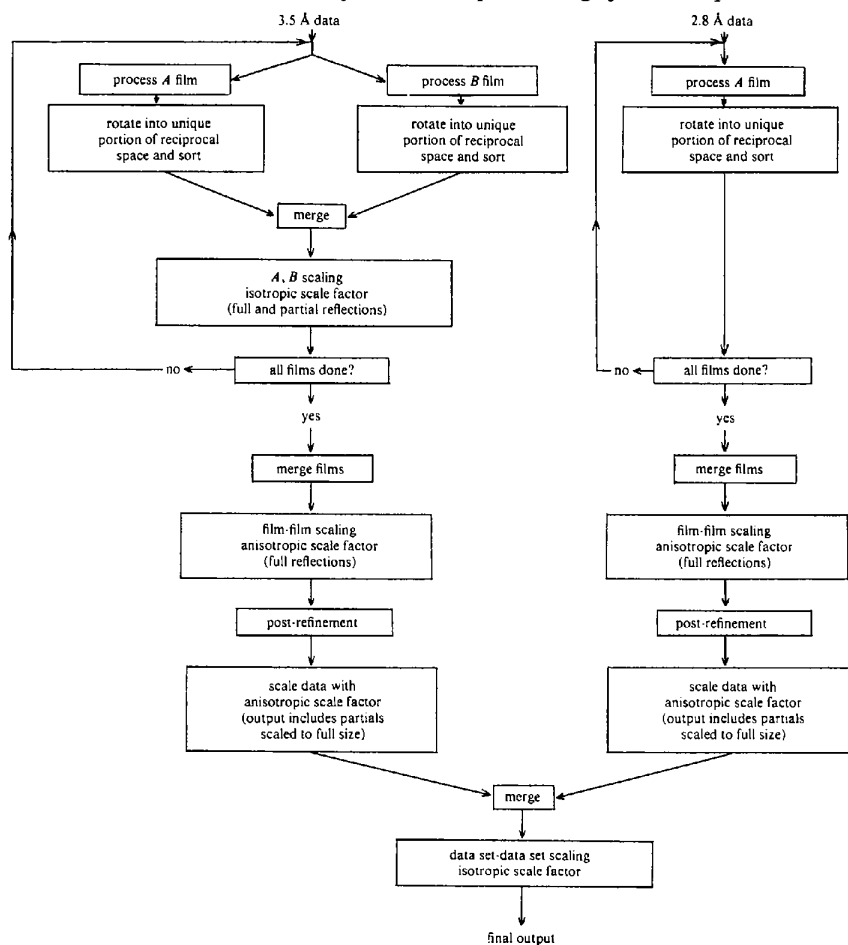 3.5 Å data
process A film
process B film
rotate into unique
portion of reciprocal
space and sort
rotate into unique
portion of reciprocal
space and sort
merge
A, B scaling
isotropic scale factor
(full and partial reflections)
no
all films done?
yes
merge films
film-film scaling
anisotropic scale factor
(full reflections)
post-refinement
scale data with
anisotropic scale factor
(output includes partials
scaled to full size)
2.8 Å data
process A film
rotate into unique
portion of reciprocal
space and sort
no
all films done?
yes
merge films
film-film scaling
anisotropic scale factor
(full reflections)
post-refinement
scale data with
anisotropic scale factor
(output includes partials
scaled to full size)
merge
data set-data set scaling
isotropic scale factor
final output